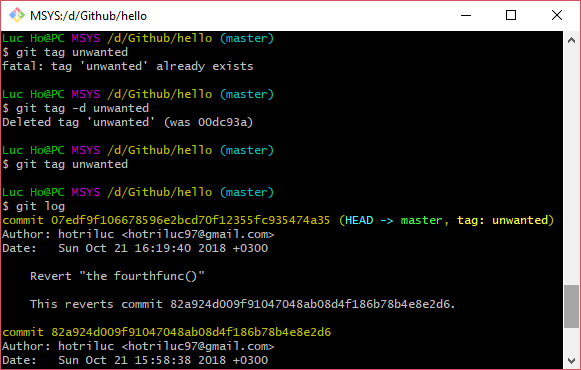 MSYS:/d/Github/hello
Luc Ho@PC MSYS /d/Github/hello (master)
$ git tag unwanted
fatal: tag 'unwanted' already exists
Luc Ho@PC MSYS /d/Github/hello (master)
$ git tag -d unwanted
Deleted tag 'unwanted' (was 00dc93a)
Luc Ho@PC MSYS /d/Github/hello (master)
$ git tag unwanted
Luc Ho@PC MSYS /d/Github/hello (master)
$ git log
commit 07edf9f106678596e2bcd70f12355fc935474a35 (HEAD -> master, tag: unwanted)
Author: hotriluc <hotriluc97@gmail.com>
Date:   Sun Oct 21 16:19:40 2018 +0300
    Revert "the fourthfunc()"
    This reverts commit 82a924d009f91047048ab08d4f186b78b4e8e2d6.
commit 82a924d009f91047048ab08d4f186b78b4e8e2d6
Author: hotriluc <hotriluc97@gmail.com>
Date:   Sun Oct 21 15:58:38 2018 +0300